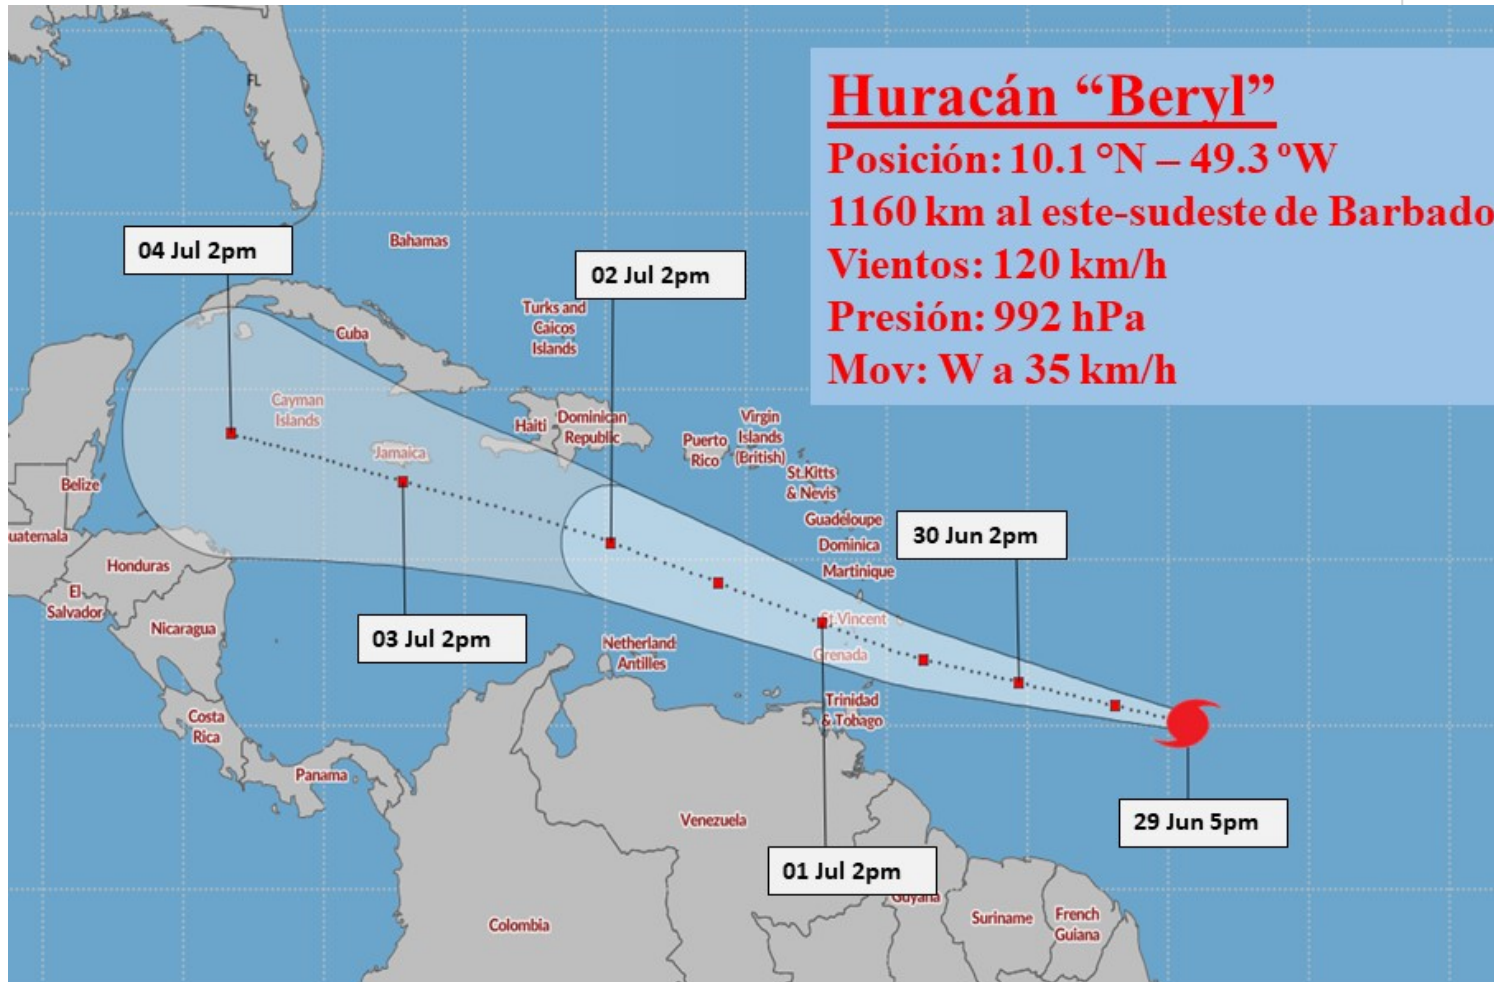 Huracán “Beryl”
Posición: 10.1 °N – 49.3 ºW
1160 km al este-sudeste de Barbado
Vientos: 120 km/h
Presión: 992 hPa
Mov: W a 35 km/h
FL
04 Jul 2pm
Bahamas
02 Jul 2pm
Turks and
Caicos
Islands
Cuba
Cayman
Islands
Haiti
Dominican
Republic
Puerto
Rico
Virgin
Islands
(British)
Jamaica
St.Kitts
& Nevis
Belize
Guadeloupe
uatemala
Dominica
30 Jun 2pm
Honduras
Martinique
El
Salvador
St.Vincent
Nicaragua
03 Jul 2pm
Netherland
Antilles
Grenada
Trinidad
& Tobago
Costa
Rica
Panama
Venezuela
29 Jun 5pm
01 Jul 2pm
Guyana
Colombia
Suriname
French
Guiana